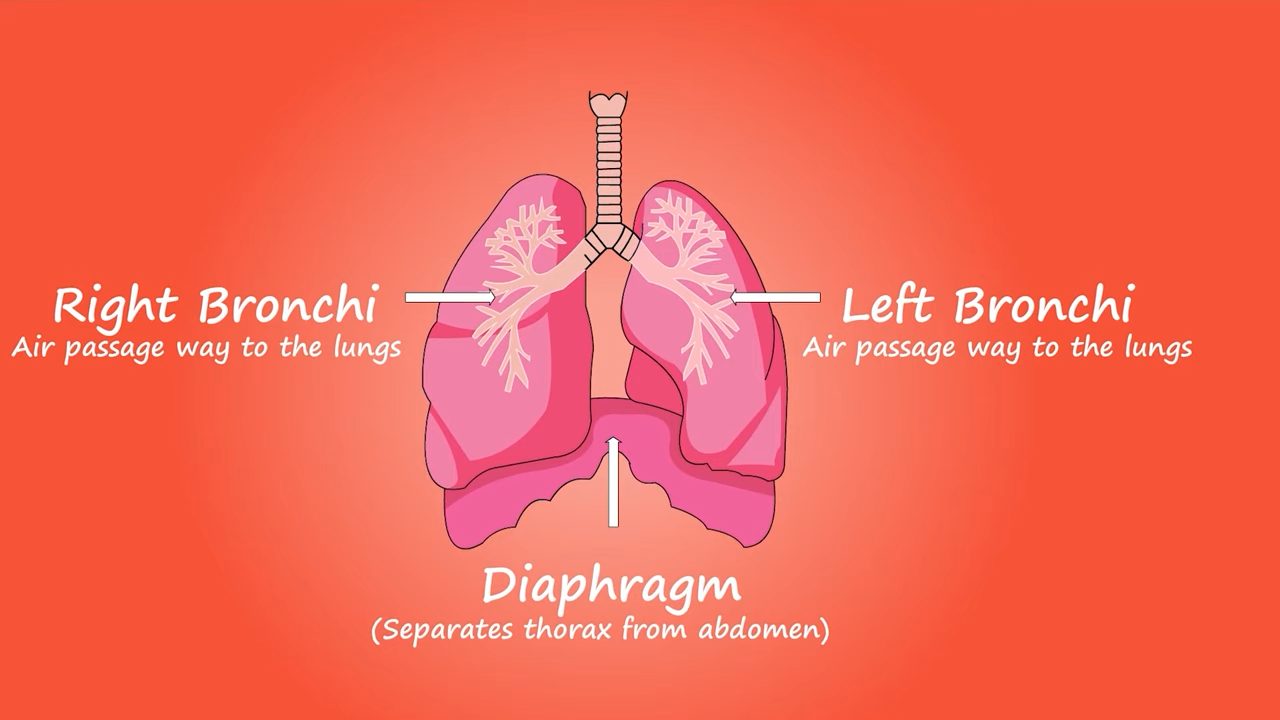 Right Bronchi
Air passage way to the lungs
Left Bronchi
Air passage way to the lungs
Diaphragm
(Separates thorax from abdomen)